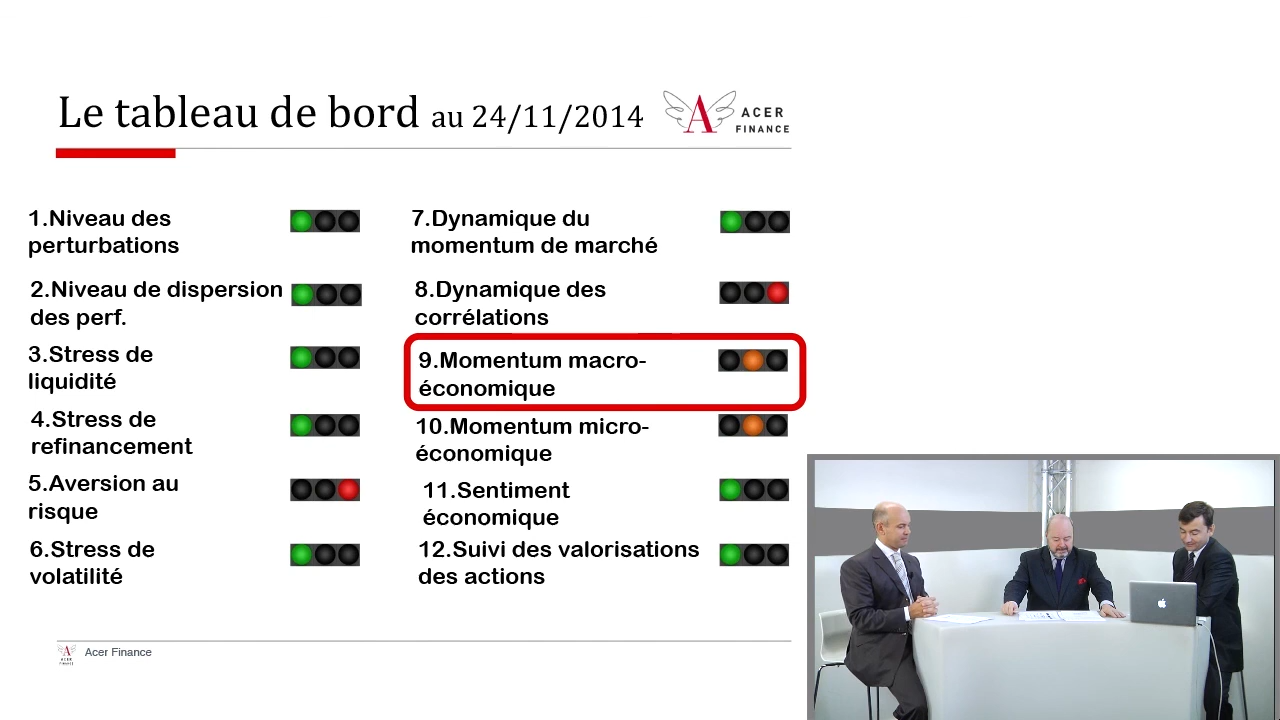 Le tableau de bord au 24/11/2014
ACER
FINANCE
1.Niveau des
perturbations
2.Niveau de dispersion
des perf.
3.Stress de
liquidité
4.Stress de
refinancement
5.Aversion au
risque
6.Stress de
volatilité
7.Dynamique du
momentum de marché
8.Dynamique des
corrélations
9.Momentum macro-
économique
10.Momentum micro-
économique
11.Sentiment
économique
12.Suivi des valorisations
des actions
Acer Finance